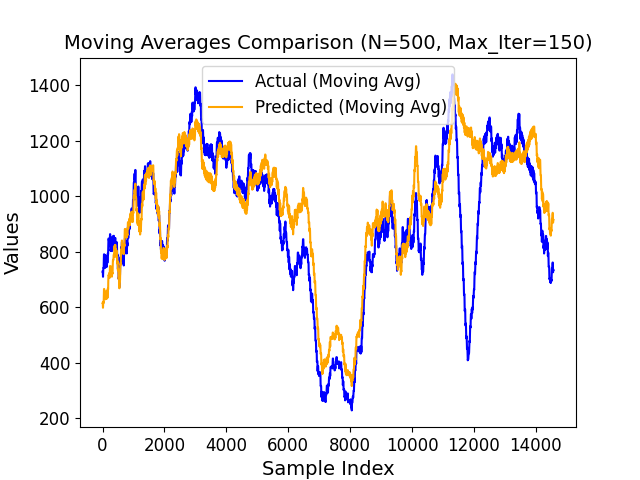 Moving Averages Comparison (N=500, Max_Iter=150)
Actual (Moving Avg)
Predicted (Moving Avg)
Values
1400
1200
1000
800
600
400
200
0 2000 4000 6000 8000 10000 12000 14000
Sample Index